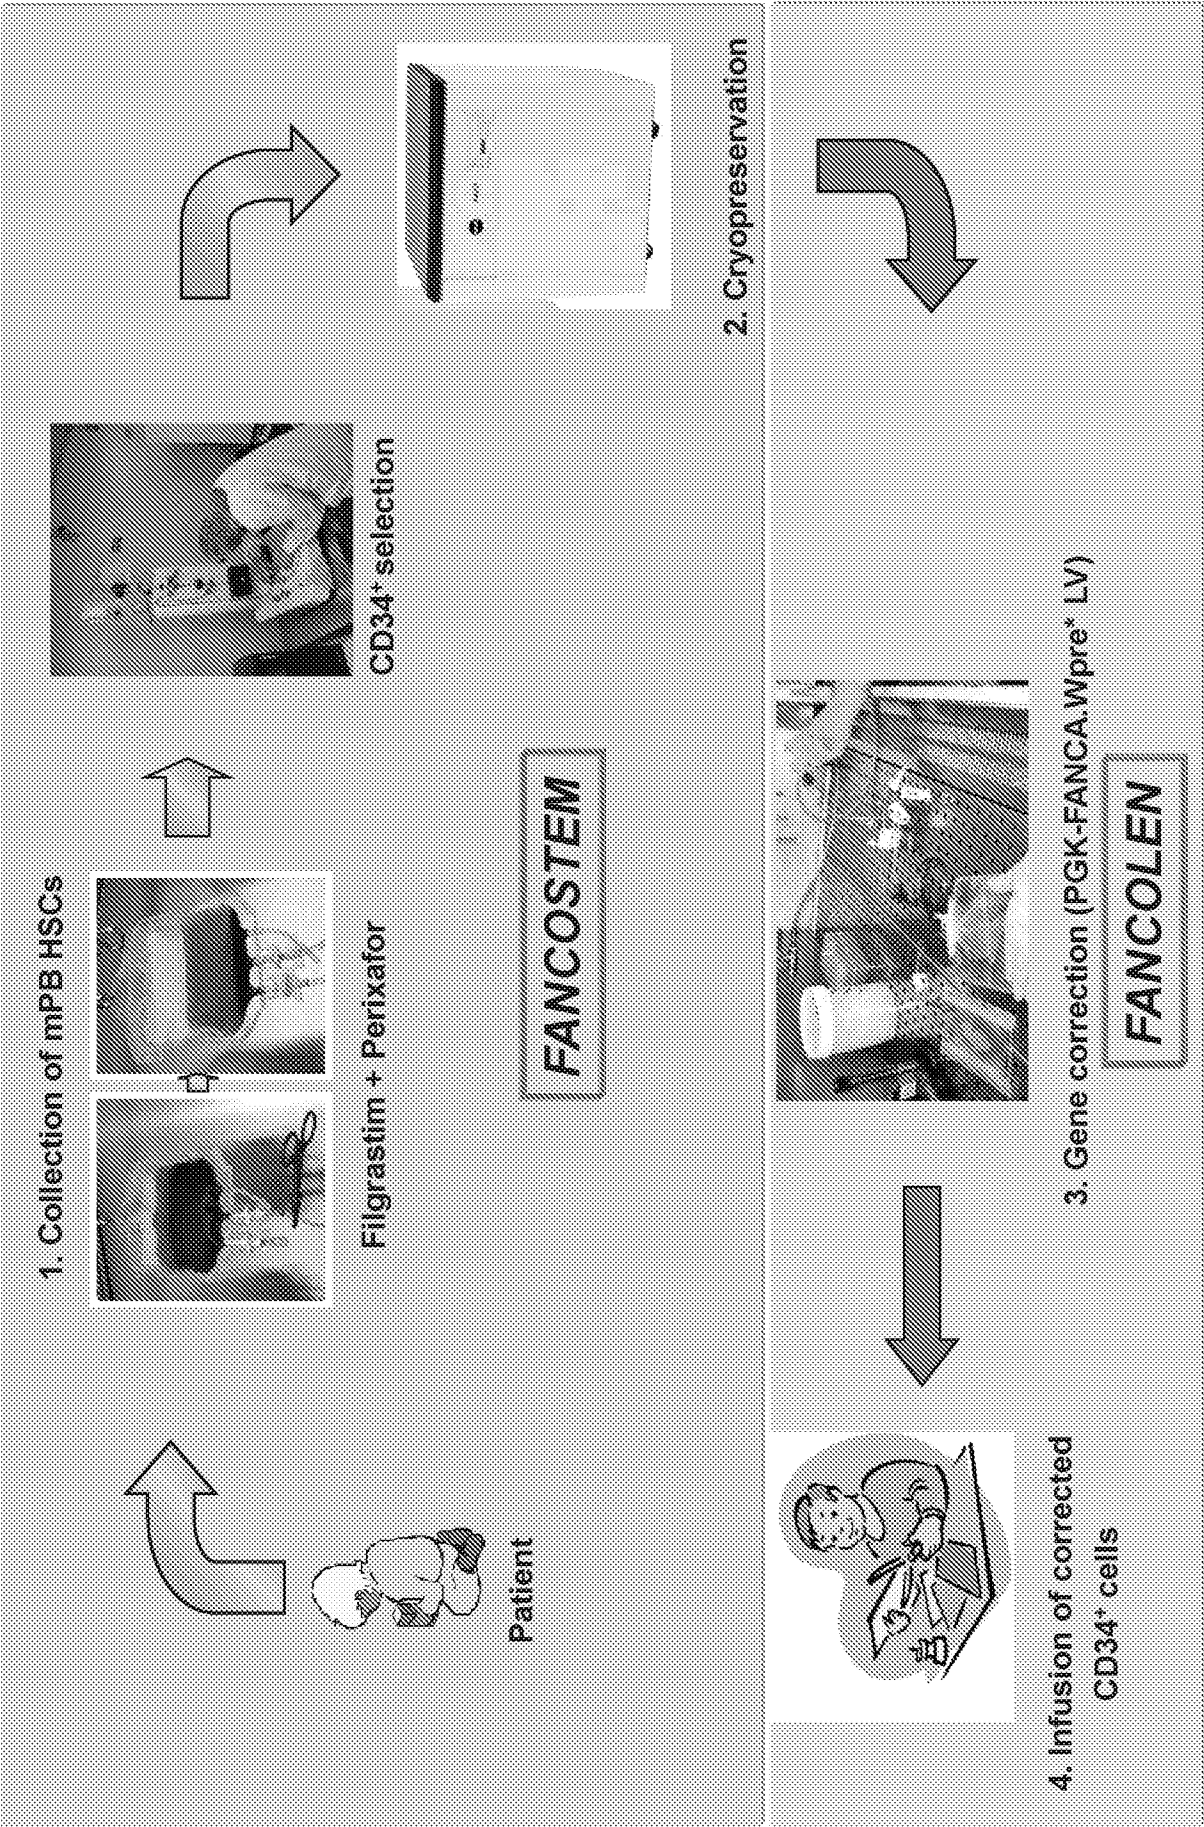 1. Collection of mPB HSCs
Filgrastim + Perixafor
CD34⁺ selection
Patient
FANCOSTEM
2. Cryopreservation
3. Gene correction (PGK-FANCA.Wpre* LV)
FANCOLEN
4. Infusion of corrected
CD34⁺ cells